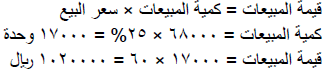 قيمة المبيعات = كمية المبيعات × سعر البيع
كمية المبيعات = ٦٨٠٠٠ × ٢٥% = ١٧٠٠٠ وحدة
قيمة المبيعات = ١٧٠٠٠ × ٦٠ = ١٠٢٠٠٠٠ ريال